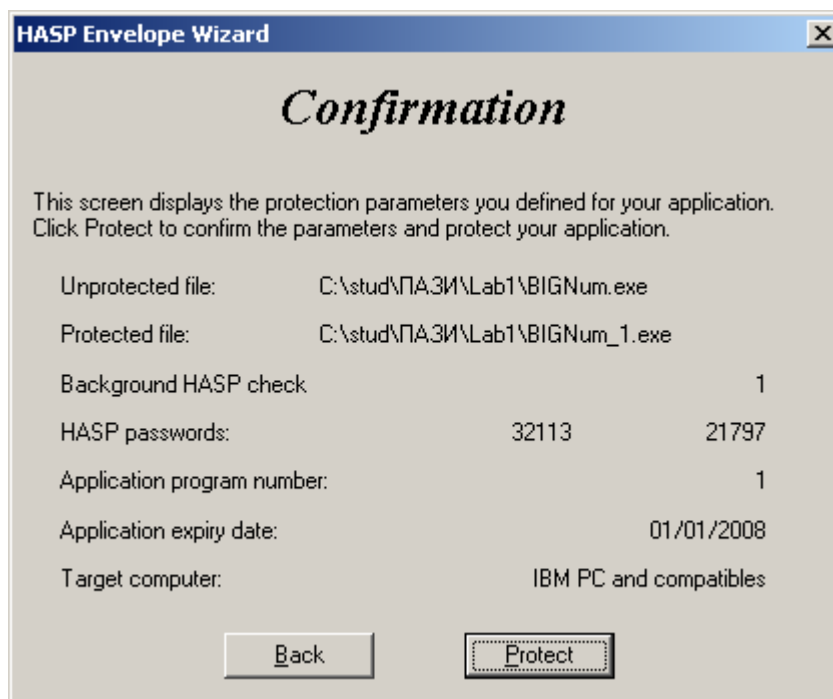 HASP Envelope Wizard
Confirmation
This screen displays the protection parameters you defined for your application.
Click Protect to confirm the parameters and protect your application.
Unprotected file: C:\stud\ПАЗИ\Lab1\BIGNum.exe
Protected file: C:\stud\ПАЗИ\Lab1\BIGNum_1.exe
Background HASP check 1
HASP passwords: 32113 21797
Application program number: 1
Application expiry date: 01/01/2008
Target computer: IBM PC and compatibles
Back Protect